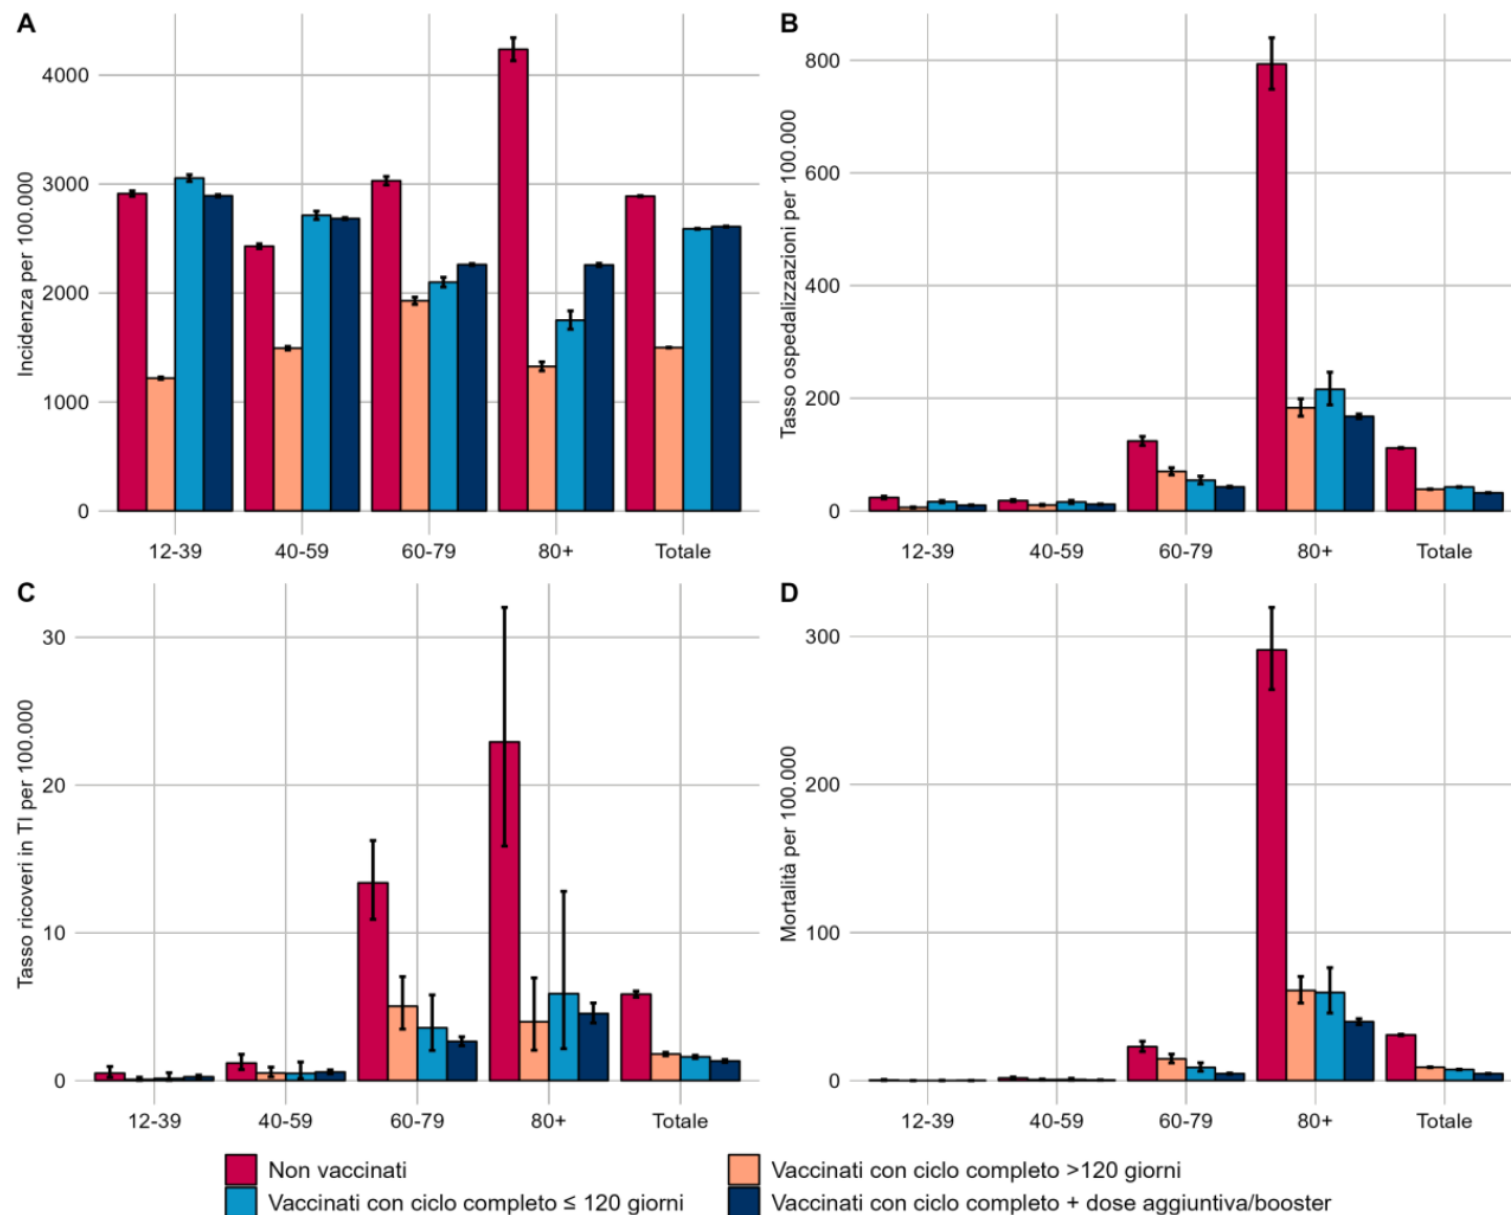 A
Incidenza per 100.000
4000
3000
2000
1000
0
12-39 40-59 60-79 80+ Totale
B
Tasso ospedalizzazioni per 100.000
800
600
400
200
0
12-39 40-59 60-79 80+ Totale
C
Tasso ricoveri in TI per 100.000
30
20
10
0
12-39 40-59 60-79 80+ Totale
D
Mortalità per 100.000
300
200
100
0
12-39 40-59 60-79 80+ Totale
Non vaccinati
Vaccinati con ciclo completo >120 giorni
Vaccinati con ciclo completo ≤ 120 giorni
Vaccinati con ciclo completo + dose aggiuntiva/booster